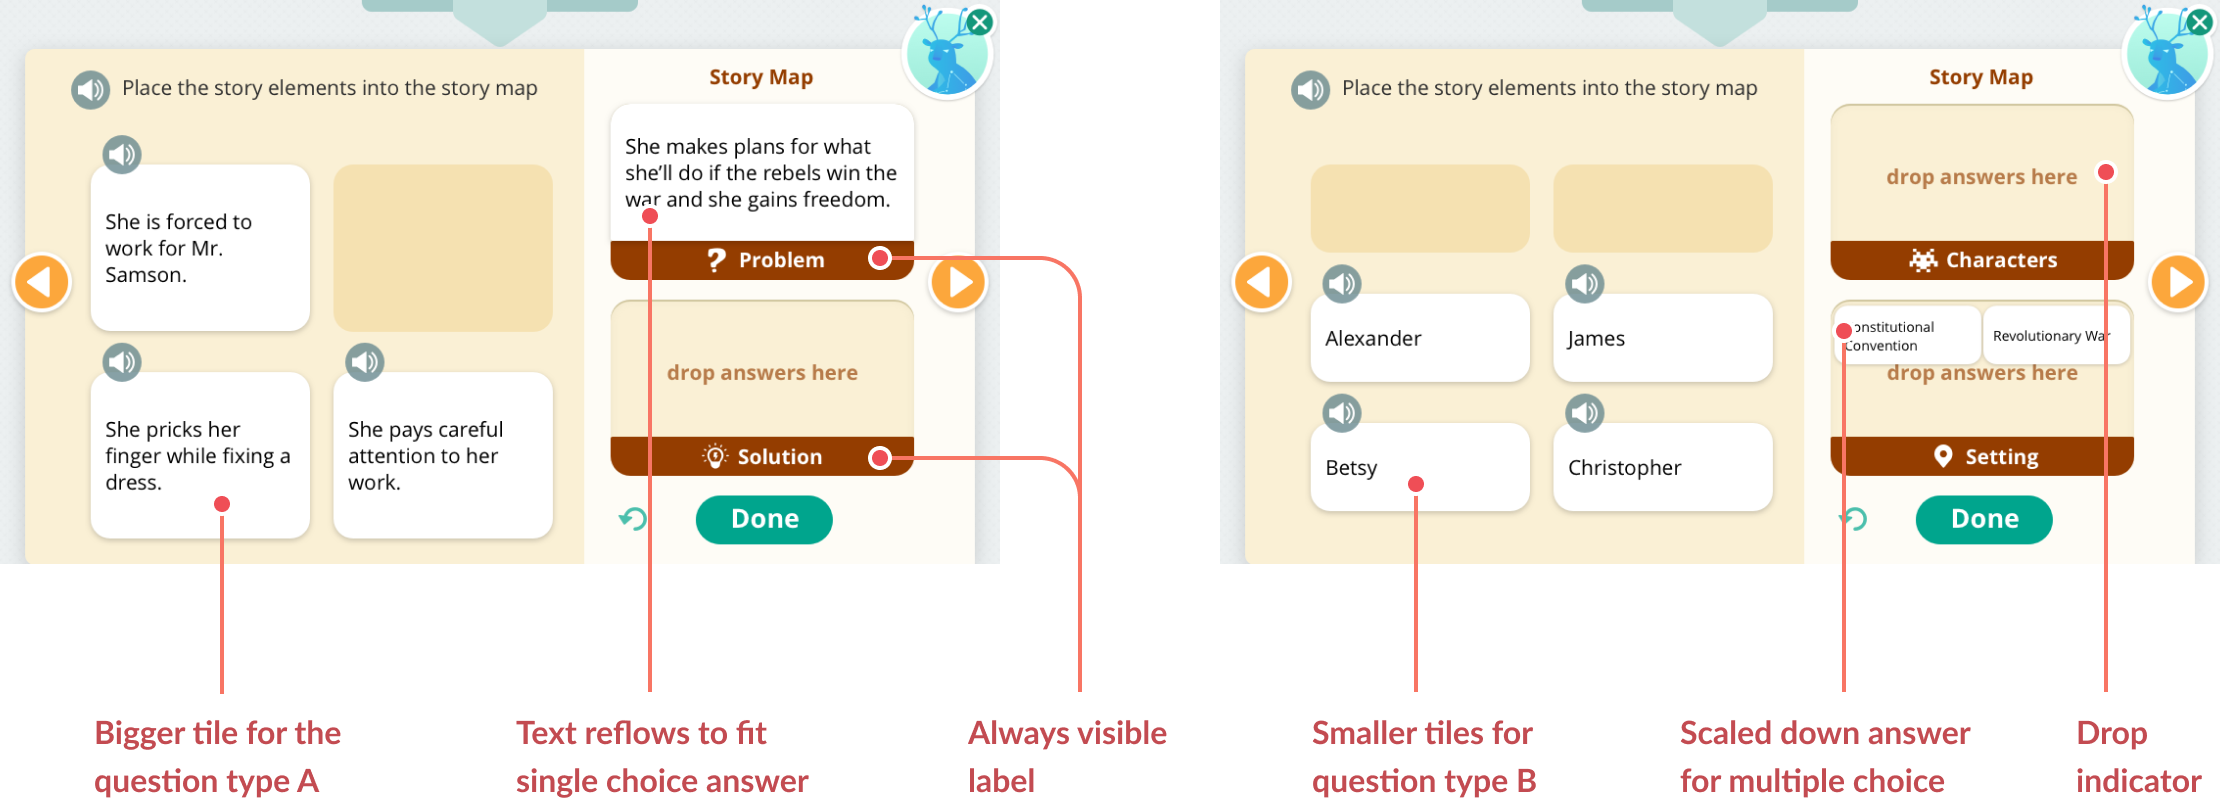 Place the story elements into the story map
She is forced to
work for Mr.
Samson.
She pricks her
finger while fixing a
dress.
She pays careful
attention to her
work.
Story Map
She makes plans for what
she'll do if the rebels win the
war and she gains freedom.
? Problem
drop answers here
Solution
Done
Place the story elements into the story map
Alexander
James
Betsy
Christopher
Story Map
drop answers here
Characters
onstitutional
Convention
Revolutionary War
drop answers here
Setting
Done
Bigger tile for the
question type A
Text reflows to fit
single choice answer
Always visible
label
Smaller tiles for
question type B
Scaled down answer
for multiple choice
Drop
indicator